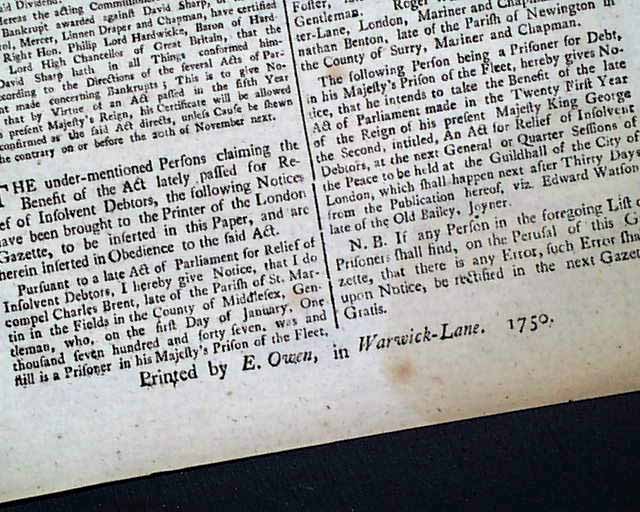 said Dividend
Whereas the acting Commission
Bankrupt awarded against David Sharp, of
Mercer, Linnen Draper and Chapman, have certified
Right Hon. Philip Lord Hardwicke, Baron of Hard-
Lord High Chancellor of Great Britain, that the
David Sharp hath in all Things conformed him-
according to the Directions of the several Acts of Par-
made concerning Bankrupts; This is to give No-
that by Virtue of an Act passed in the fifth Year
present Majesty's Reign, his Certificate will be allowed
confirmed as the said Act directs, unless Cause be shewn
the contrary on or before the 20th of November next.
THE under-mentioned Persons claiming the
Benefit of the Act lately passed for Re-
ef of Insolvent Debtors, the following Notices
have been brought to the Printer of the London
Gazette, to be inserted in this Paper, and are
herein inserted in Obedience to the said Act.
Pursuant to a late Act of Parliament for Relief of
Insolvent Debtors, I hereby give Notice, that I do
compel Charles Brent, late of the Parish of St. Mar-
tin in the Fields in the County of Middlesex, Gen-
tleman, who, on the first Day of January, One
thousand seven hundred and forty seven, was and
still is a Prisoner in his Majesty's Prison of the Fleet,
Foster,
Gentleman. Roger
ter-Lane, London, Mariner and Chapman
nathan Benton, late of the Parish of Newington in
the County of Surry, Mariner and Chapman.
The following Person being a Prisoner for Debt,
in his Majesty's Prison of the Fleet, hereby gives No-
tice, that he intends to take the Benefit of the late
Act of Parliament made in the Twenty First Year
of the Reign of his present Majesty King George
the Second, intitled, An Act for Relief of Insolvent
Debtors, at the next General or Quarter Sessions of
the Peace to be held at the Guildhall of the City of
London, which shall happen next after Thirty Days
from the Publication hereof, viz. Edward Watson
late of the Old Bailey, Joyner.
N. B. If any Person in the foregoing List o
Prisoners shall find, on the Perusal of this G
zette, that there is any Error, such Error sha
upon Notice, be rectified in the next Gazet
Gratis.
Printed by E. Owen, in Warwick-Lane. 1750.